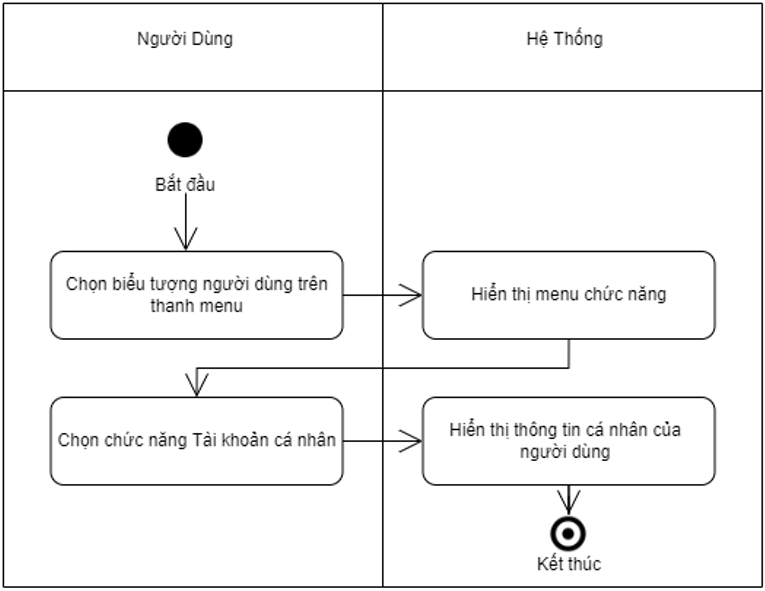 Người Dùng
Hệ Thống
Bắt đầu
Chọn biểu tượng người dùng trên
thanh menu
Hiển thị menu chức năng
Chọn chức năng Tài khoản cá nhân
Hiển thị thông tin cá nhân của
người dùng
Kết thúc